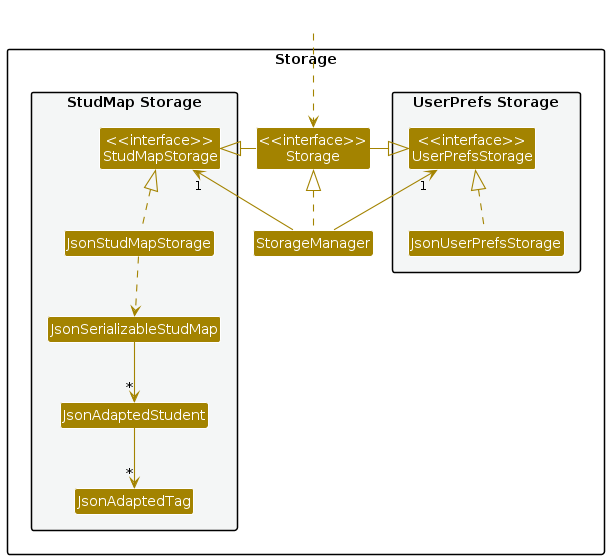 Storage
StudMap Storage
UserPrefs Storage
<<interface>>
StudMapStorage
<<interface>>
Storage
<<interface>>
UserPrefsStorage
1
1
JsonStudMapStorage
StorageManager
JsonUserPrefsStorage
JsonSerializableStudMap
*
JsonAdaptedStudent
*
JsonAdaptedTag